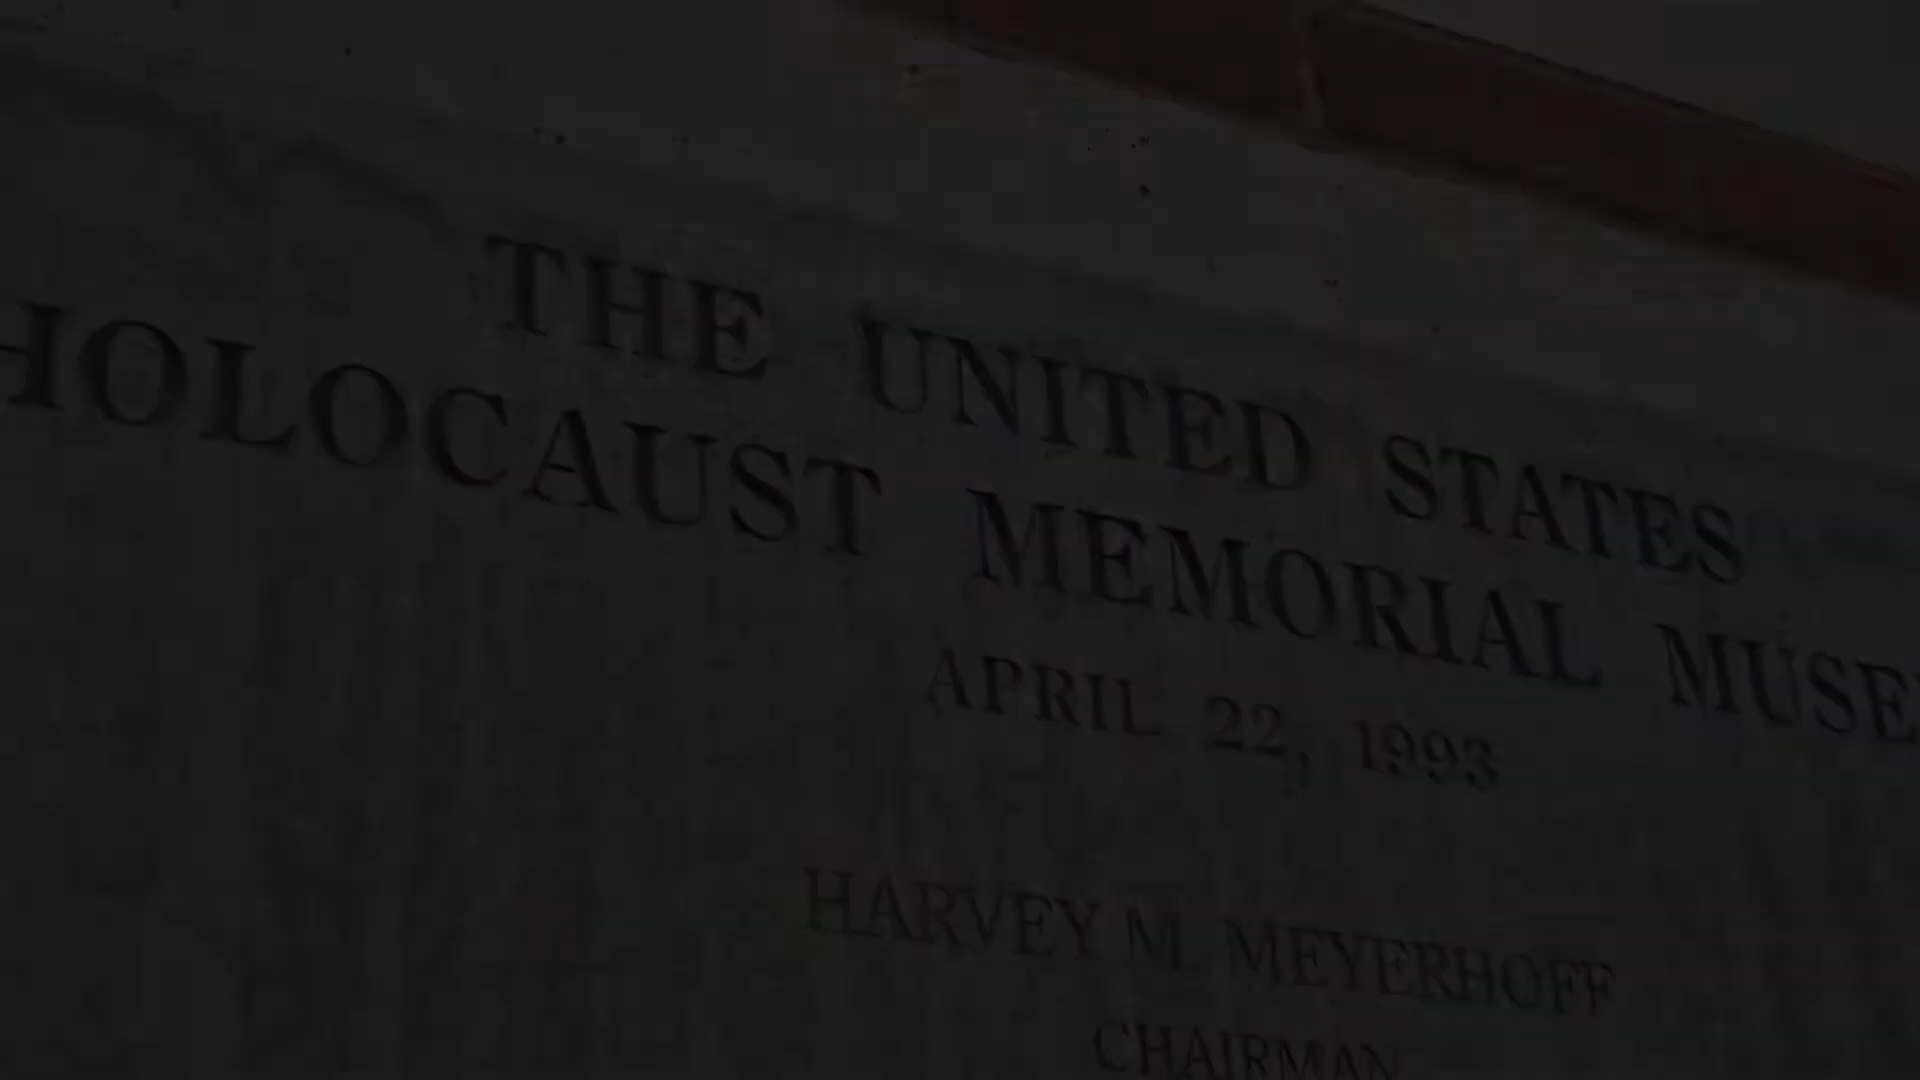 THE UNITED STATES
HOLOCAUST MEMORIAL MUSE
APRIL 22, 1993
HARVEY M. MEYERHOFF
CHAIRMAN